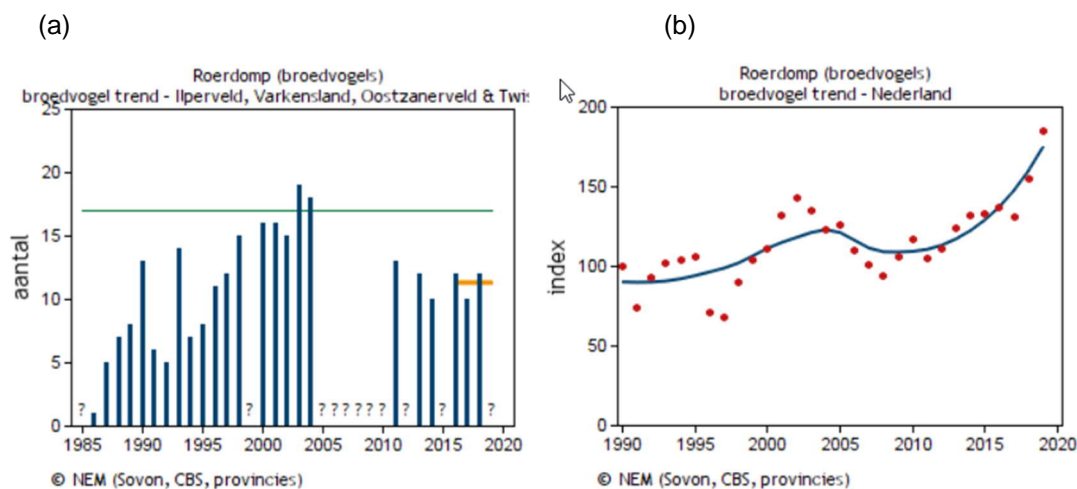 (a)
(b)
Roerdomp (broedvogels)
broedvogel trend - Ilperveld, Varkensland, Oostzanerveld & Twis
25
20
15
10
5
0
aantal
? ? ? ? ? ? ? ? ? ? ?
1985 1990 1995 2000 2005 2010 2015 2020
© NEM (Sovon, CBS, provincies)
Roerdomp (broedvogels)
broedvogel trend - Nederland
200
150
100
50
0
index
1990 1995 2000 2005 2010 2015 2020
© NEM (Sovon, CBS, provincies)